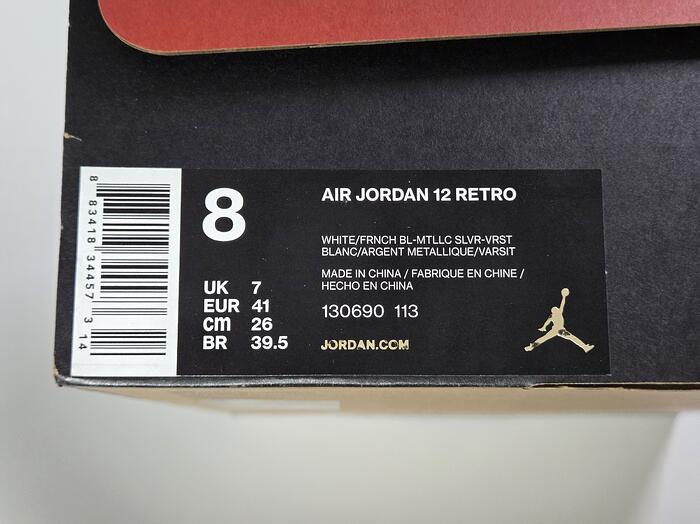 8 83418 34457 3 14
8
UK 7
EUR 41
cm 26
BR 39.5
AIR JORDAN 12 RETRO
WHITE/FRNCH BL-MTLLC SLVR-VRST
BLANC/ARGENT METALLIQUE/VARSIT
MADE IN CHINA / FABRIQUE EN CHINE /
HECHO EN CHINA
130690 113
JORDAN.COM